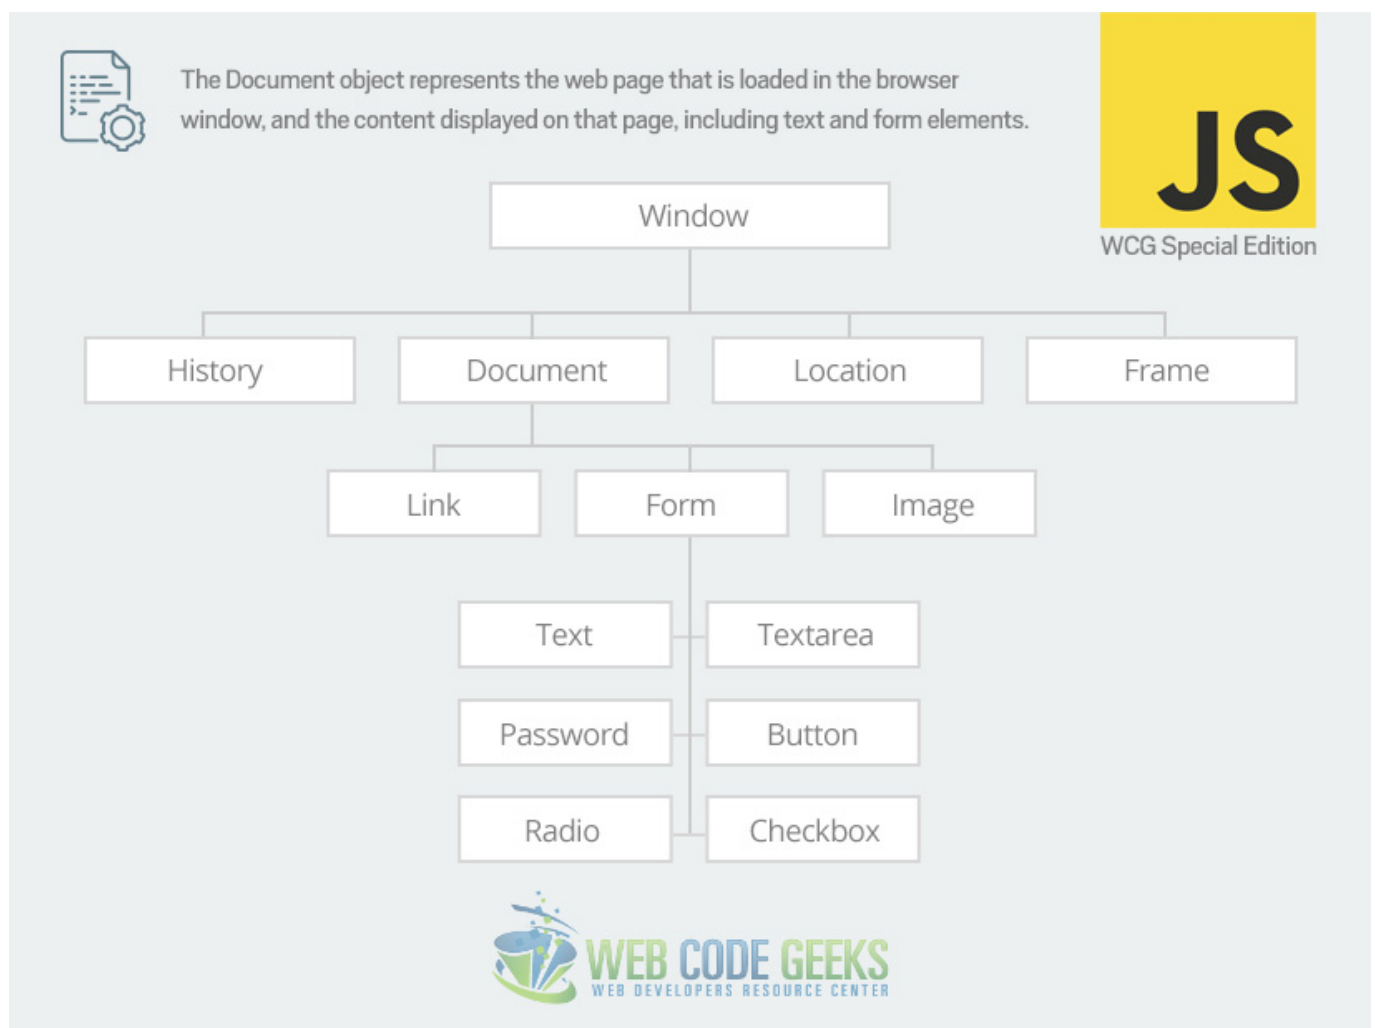 The Document object represents the web page that is loaded in the browser
window, and the content displayed on that page, including text and form elements.
JS
WCG Special Edition
Window
History
Document
Location
Frame
Link
Form
Image
Text
Textarea
Password
Button
Radio
Checkbox
WEB CODE GEEKS
WEB DEVELOPERS RESOURCE CENTER